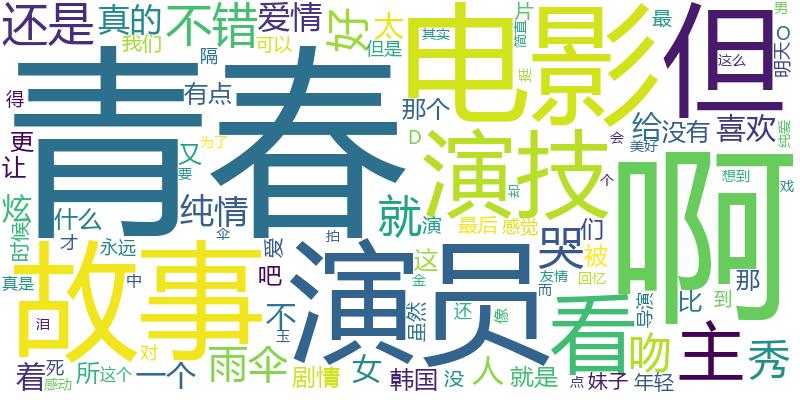 还是
真的
不错
爱情
好
太
片
最
我们
可以
但是
其实
简直
男
隔
电影
但
明天
O
得
有点
那个
挺
这么
青春
更
让
又
为了
要
D
演技
给
没有
喜欢
会
美好
纯爱
炫
什么
纯情
就
演
却
个
啊
想到
戏
时候
才
永远
伞
爱
拍
最后
感觉
哭
们
真是
中
吧
这
金
友情
而
被
回忆
那
故事
演员
看
主
泪
对
不
玉
虽然
还
像
导演
比
到
着
死
所
这个
一个
雨伞
剧情
女
韩国
没
人
就是
吻
点
妹子
年轻
秀
感动